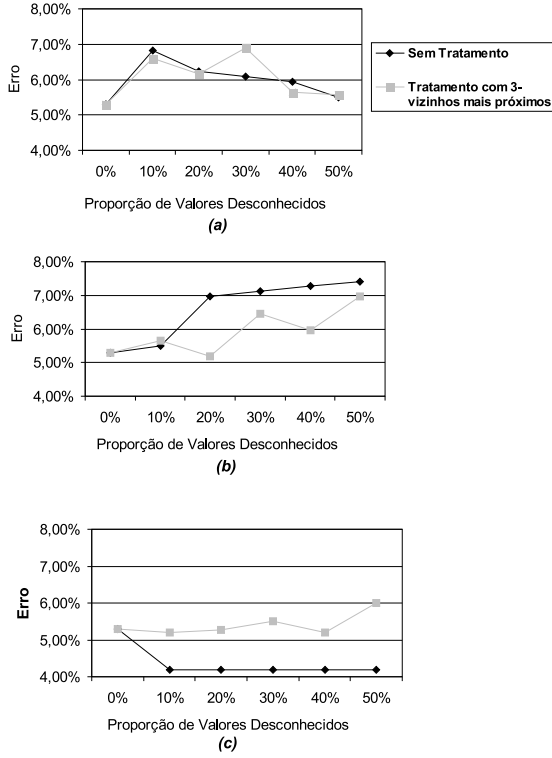 8,00%
7,00%
6,00%
5,00%
4,00%
Erro
0% 10% 20% 30% 40% 50%
Proporção de Valores Desconhecidos
(a)
Sem Tratamento
Tratamento com 3-
vizinhos mais próximos
8,00%
7,00%
6,00%
5,00%
4,00%
Erro
0% 10% 20% 30% 40% 50%
Proporção de Valores Desconhecidos
(b)
8,00%
7,00%
6,00%
5,00%
4,00%
Erro
0% 10% 20% 30% 40% 50%
Proporção de Valores Desconhecidos
(c)